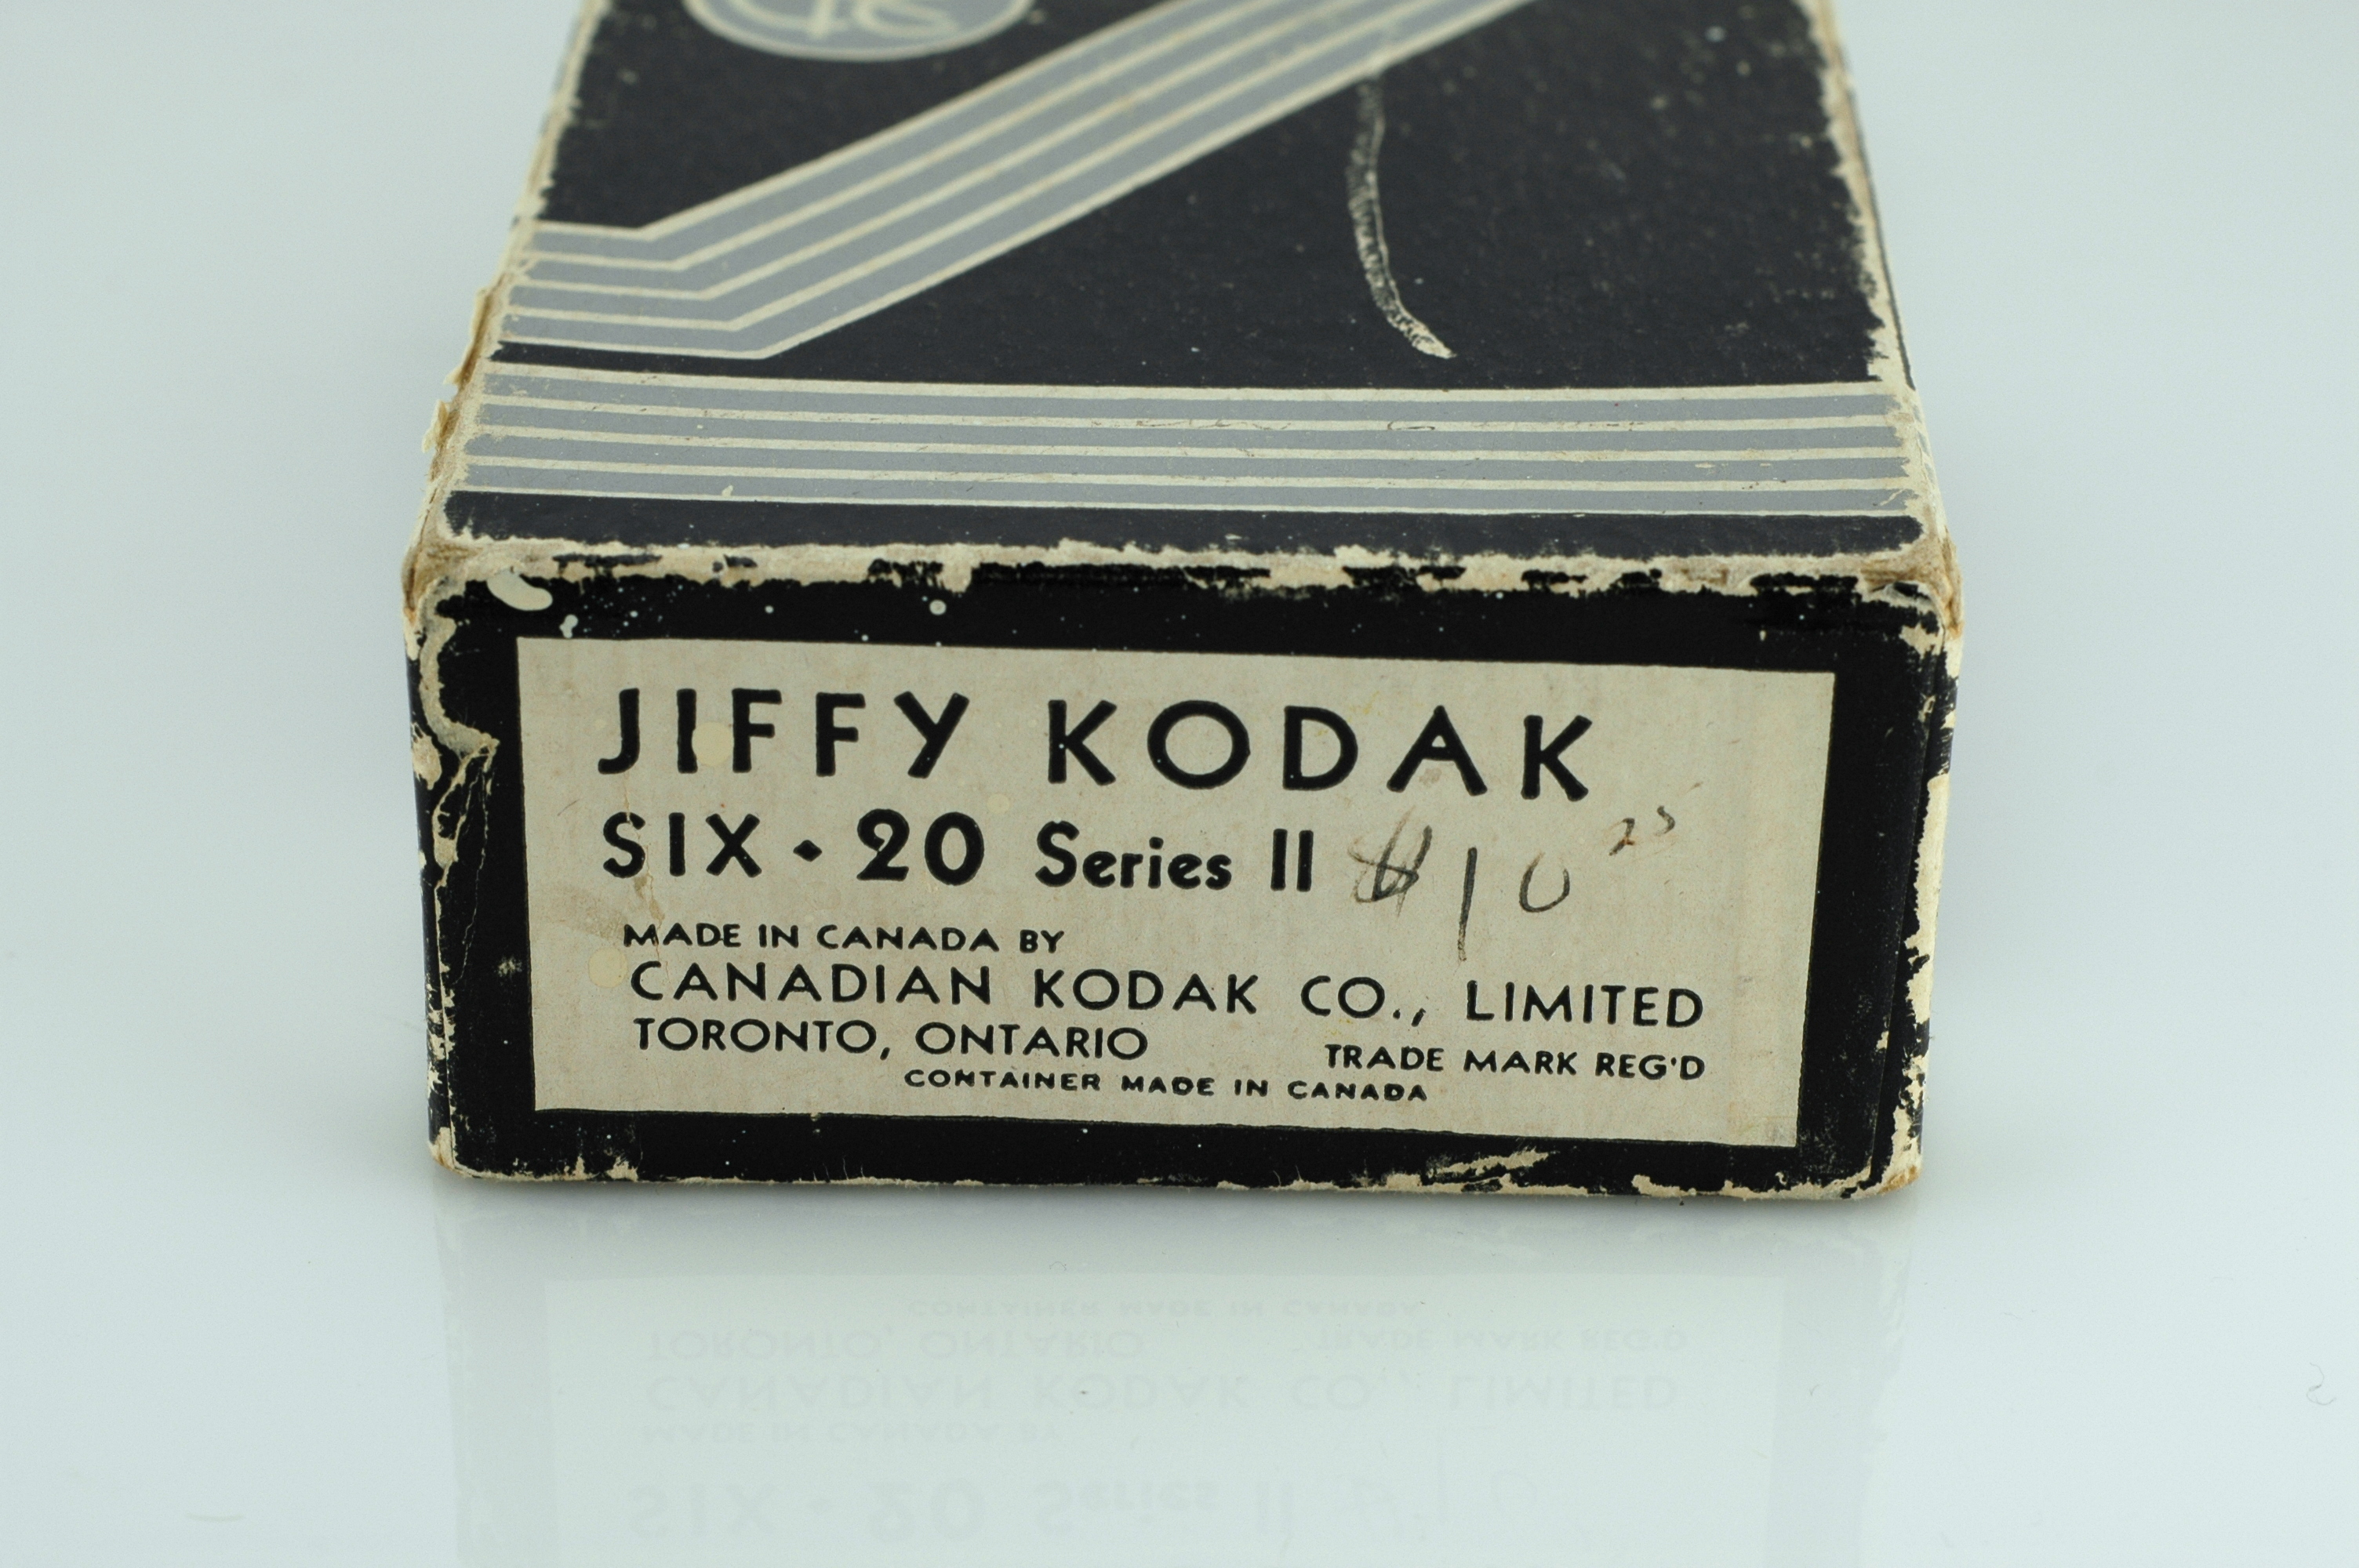 JIFFY KODAK
SIX · 20 Series II $10 25
MADE IN CANADA BY
CANADIAN KODAK CO., LIMITED
TORONTO, ONTARIO TRADE MARK REG'D
CONTAINER MADE IN CANADA